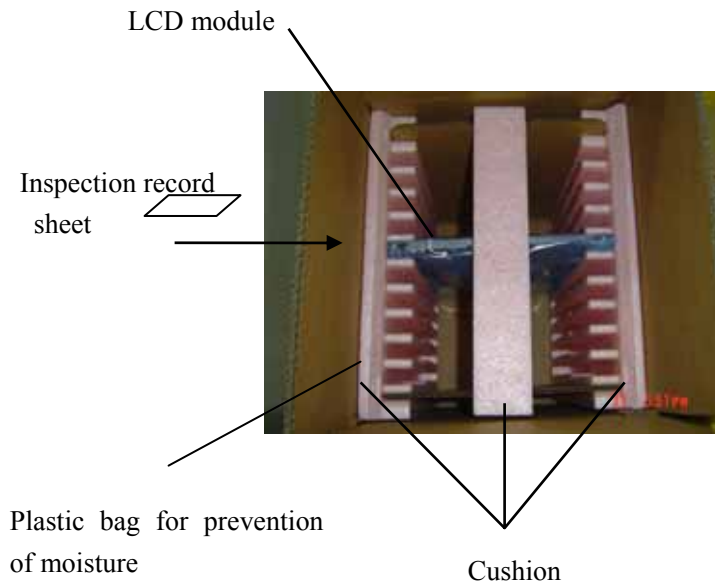 LCD module
Inspection record
sheet
Plastic bag for prevention
of moisture
Cushion